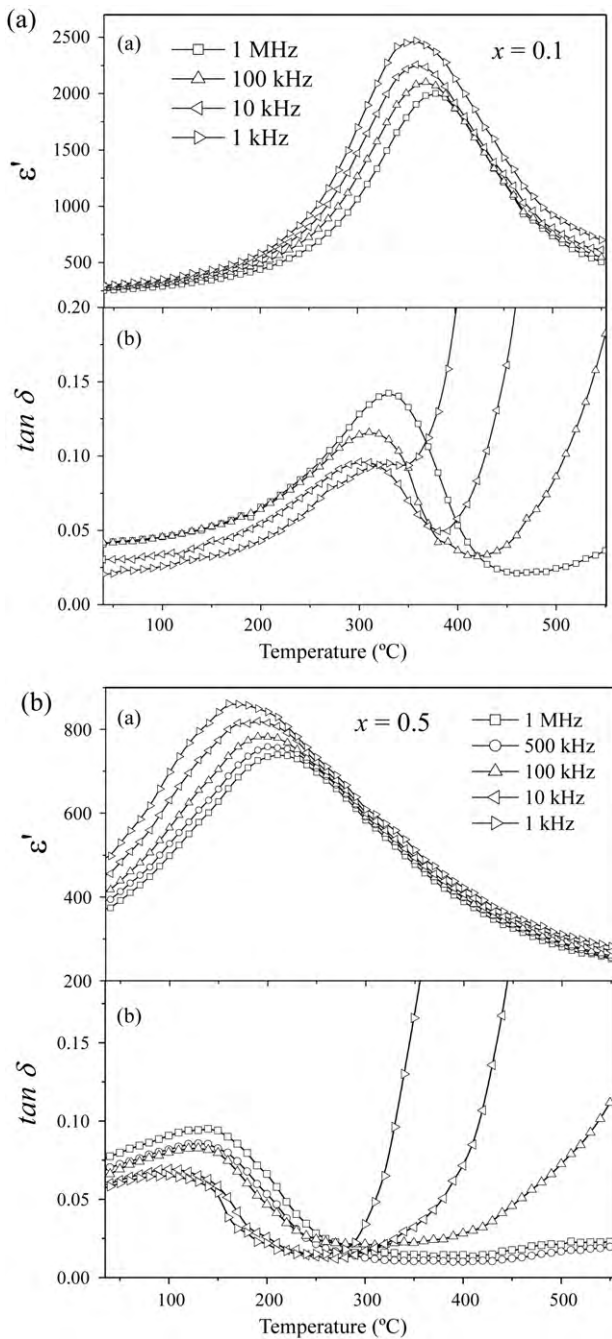 (a)
(a)
1 MHz
100 kHz
10 kHz
1 kHz
x = 0.1
2500
2000
1500
1000
500
ε'
(b)
0.20
0.15
0.10
0.05
0.00
tan δ
100 200 300 400 500
Temperature (ºC)
(b)
(a)
x = 0.5
1 MHz
500 kHz
100 kHz
10 kHz
1 kHz
800
600
400
200
ε'
(b)
0.15
0.10
0.05
0.00
tan δ
100 200 300 400 500
Temperature (ºC)